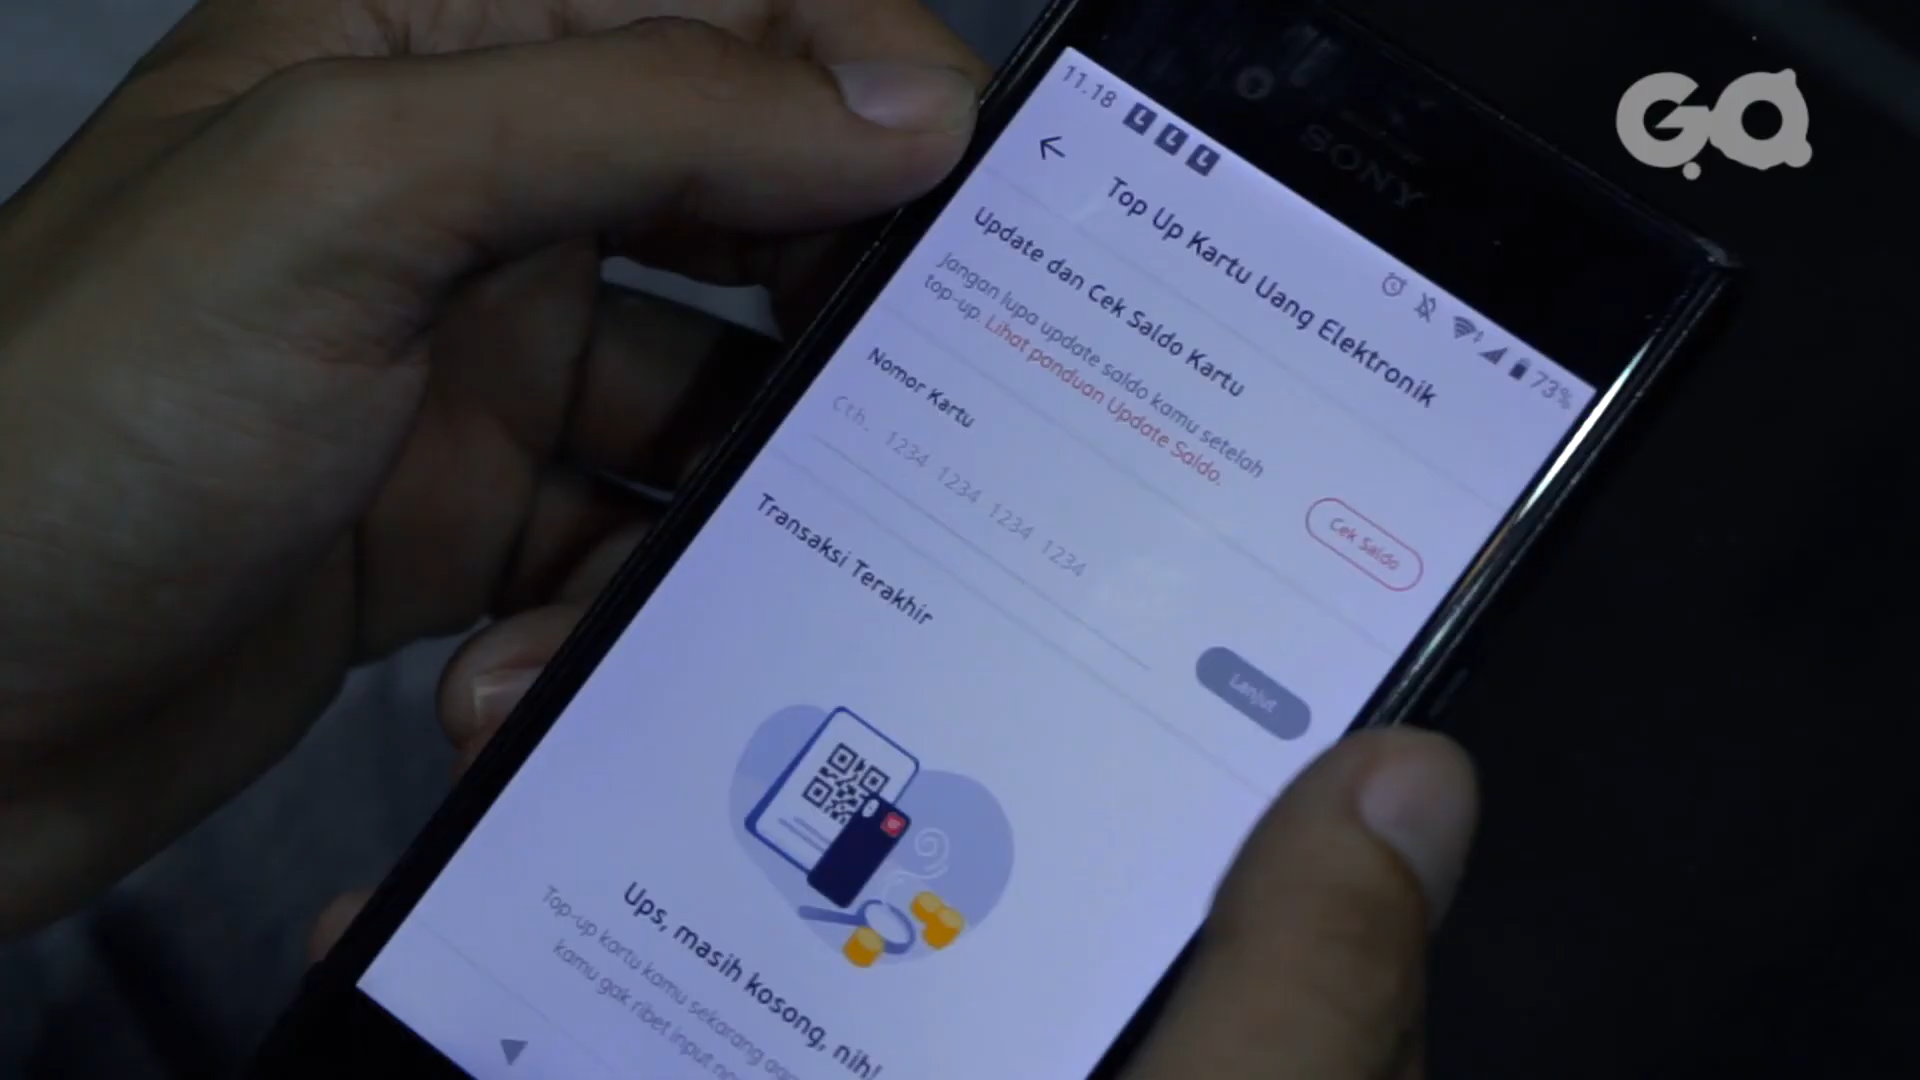 GQ
SONY
11.18
73%
Top Up Kartu Uang Elektronik
Update dan Cek Saldo Kartu
Jangan lupa update saldo kamu setelah
top-up. Lihat panduan Update Saldo.
Cek Saldo
Nomor Kartu
Cth. 1234 1234 1234 1234
Lanjut
Transaksi Terakhir
Ups, masih kosong, nih!
Top-up kartu kamu sekarang
kamu gak ribet input